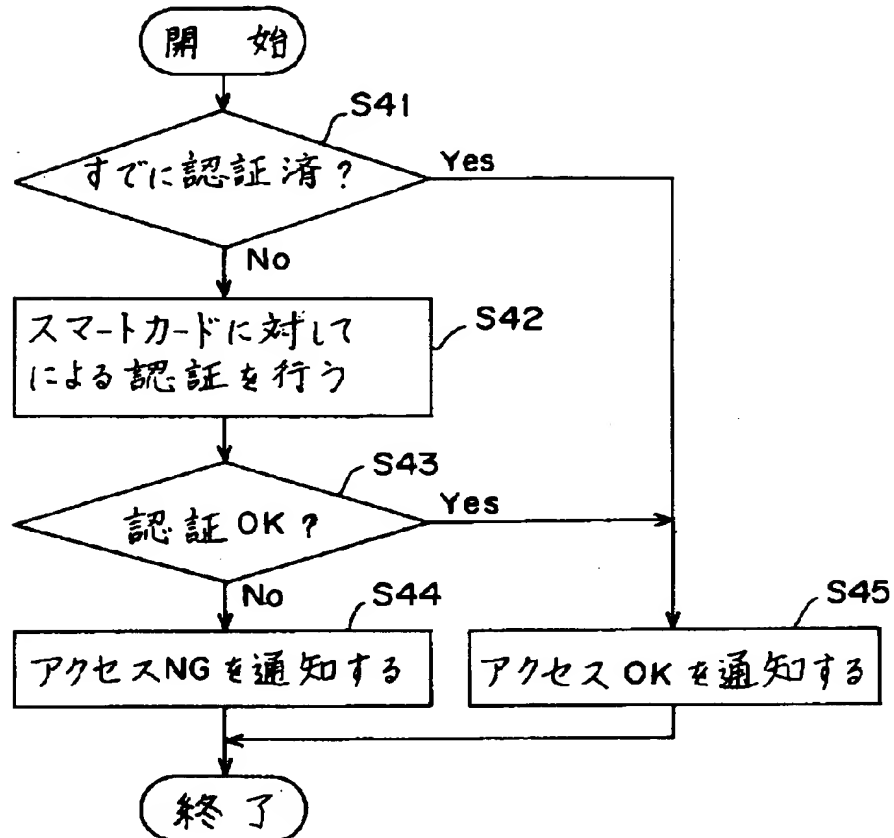 開 始
S41
すでに認証済?
Yes
No
スマートカードに対して
による認証を行う
S42
S43
認証OK?
Yes
No
S44
アクセスNGを通知する
S45
アクセスOKを通知する
終了